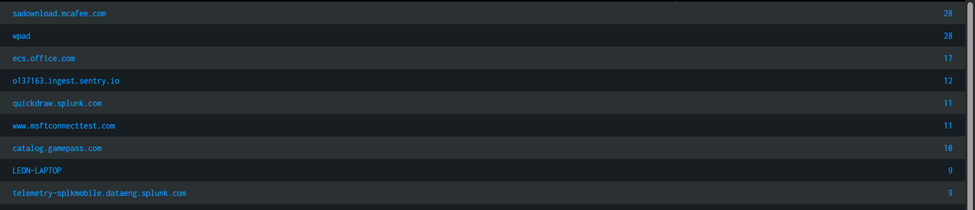 sadownload.mcafee.com 28
wpad 28
ecs.office.com 17
o137163.ingest.sentry.io 12
quickdraw.splunk.com 11
www.msftconnecttest.com 11
catalog.gamepass.com 10
LEON-LAPTOP 9
telemetry-splkmobile.dataeng.splunk.com 9